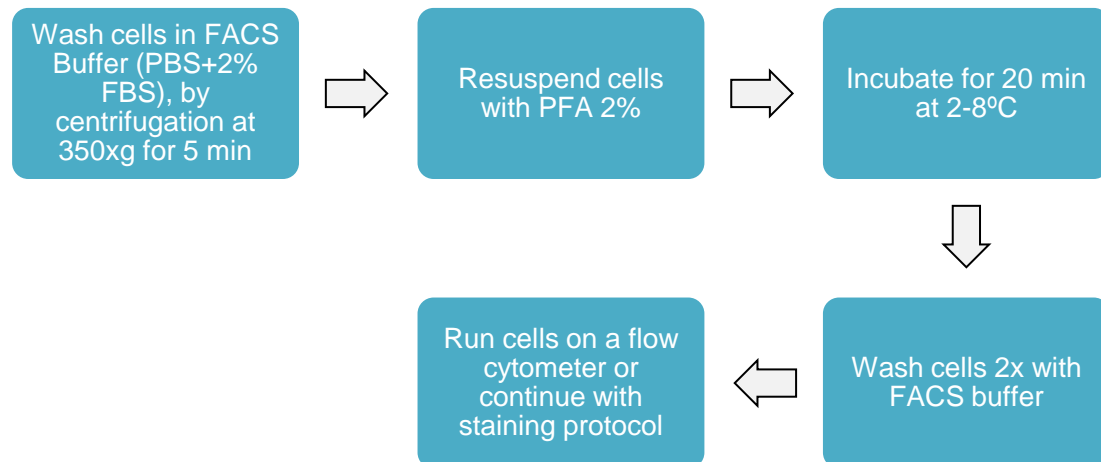 Wash cells in FACS
Buffer (PBS+2%
FBS), by
centrifugation at
350xg for 5 min
Resuspend cells
with PFA 2%
Incubate for 20 min
at 2-8ºC
Wash cells 2x with
FACS buffer
Run cells on a flow
cytometer or
continue with
staining protocol